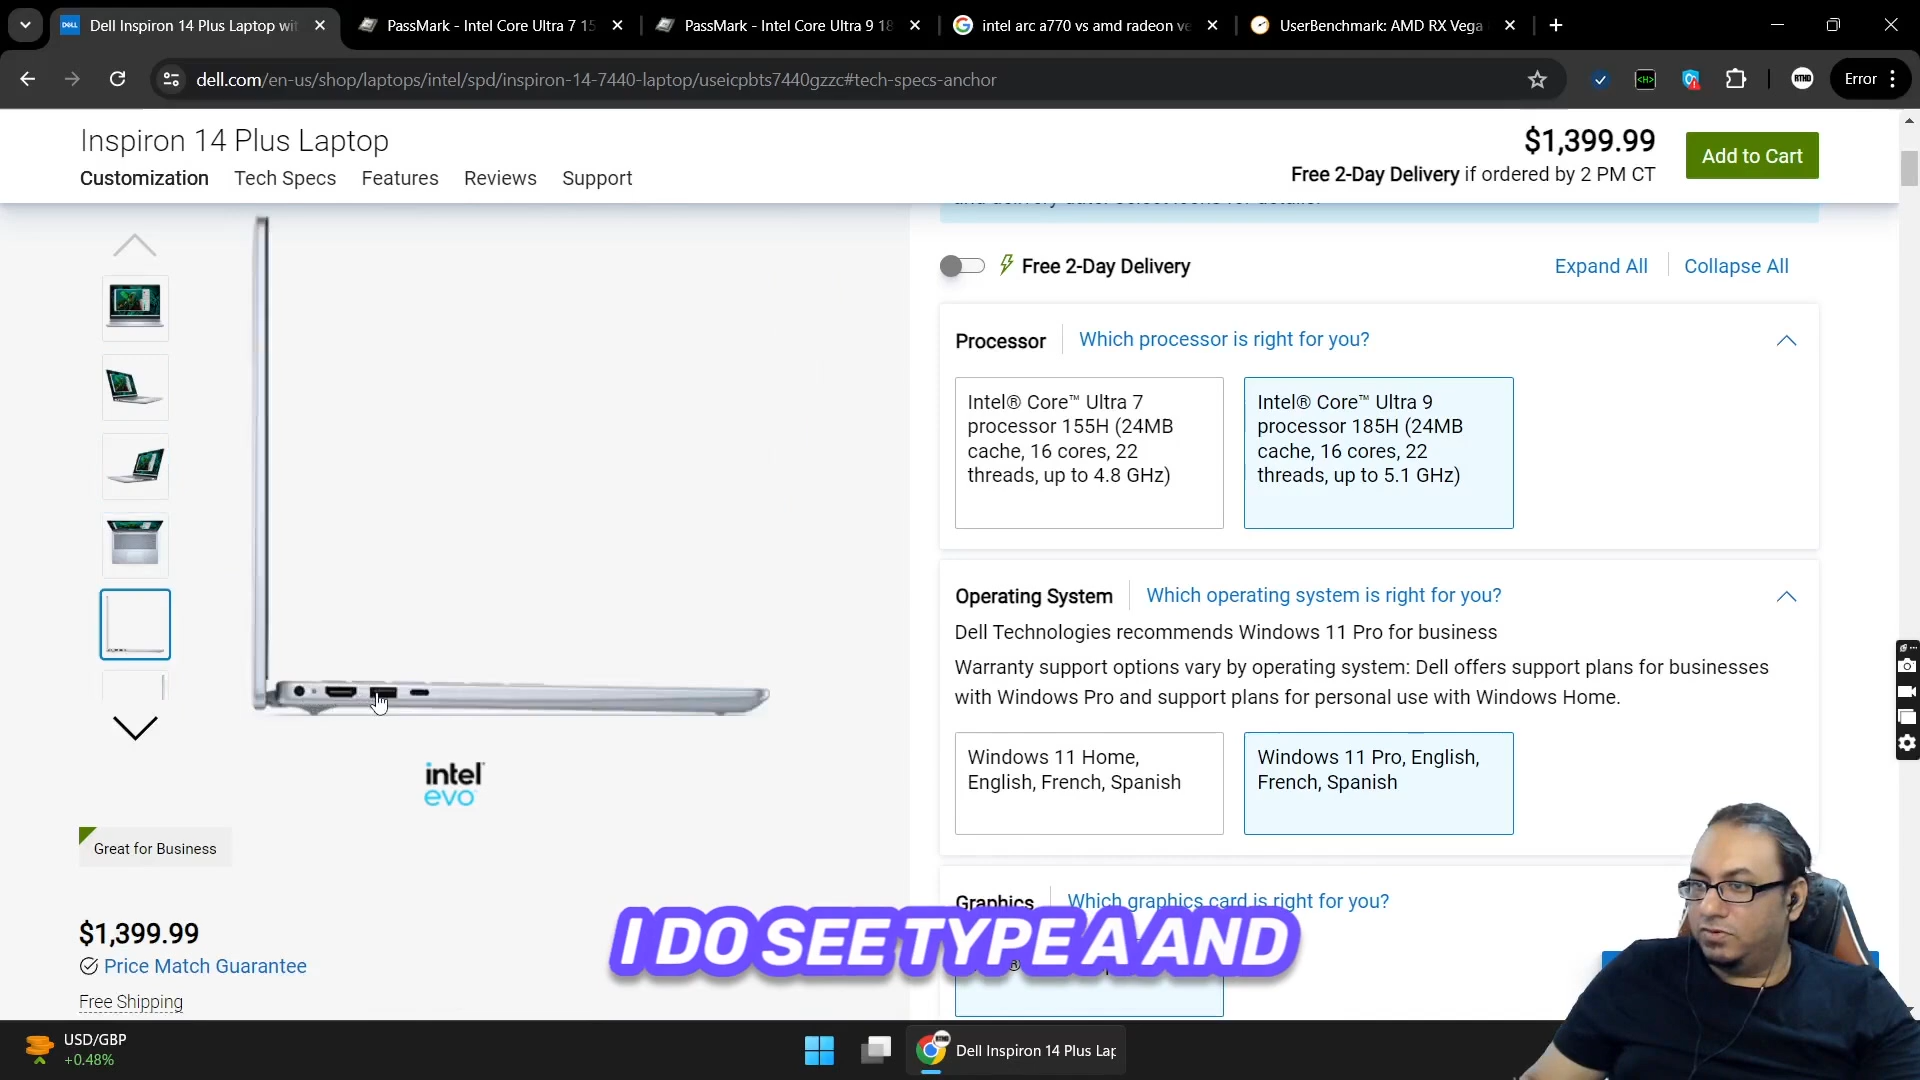 Dell Inspiron 14 Plus Laptop wit
PassMark - Intel Core Ultra 7 15
PassMark - Intel Core Ultra 9 18
intel arc a770 vs amd radeon ve
UserBenchmark: AMD RX Vega
dell.com/en-us/shop/laptops/intel/spd/inspiron-14-7440-laptop/useicpbts7440gzzc#tech-specs-anchor
Error
Inspiron 14 Plus Laptop
$1,399.99
Free 2-Day Delivery if ordered by 2 PM CT
Add to Cart
Customization
Tech Specs
Features
Reviews
Support
Free 2-Day Delivery
Expand All
Collapse All
Processor
Which processor is right for you?
Intel® Core™ Ultra 7
processor 155H (24MB
cache, 16 cores, 22
threads, up to 4.8 GHz)
Intel® Core™ Ultra 9
processor 185H (24MB
cache, 16 cores, 22
threads, up to 5.1 GHz)
Operating System
Which operating system is right for you?
Dell Technologies recommends Windows 11 Pro for business
Warranty support options vary by operating system: Dell offers support plans for businesses
with Windows Pro and support plans for personal use with Windows Home.
Windows 11 Home,
English, French, Spanish
Windows 11 Pro, English,
French, Spanish
intel
evo
Great for Business
$1,399.99
Price Match Guarantee
Free Shipping
Graphics
Which graphics card is right for you?
I DO SEE TYPE A AND
USD/GBP
+0.48%
Dell Inspiron 14 Plus Lap